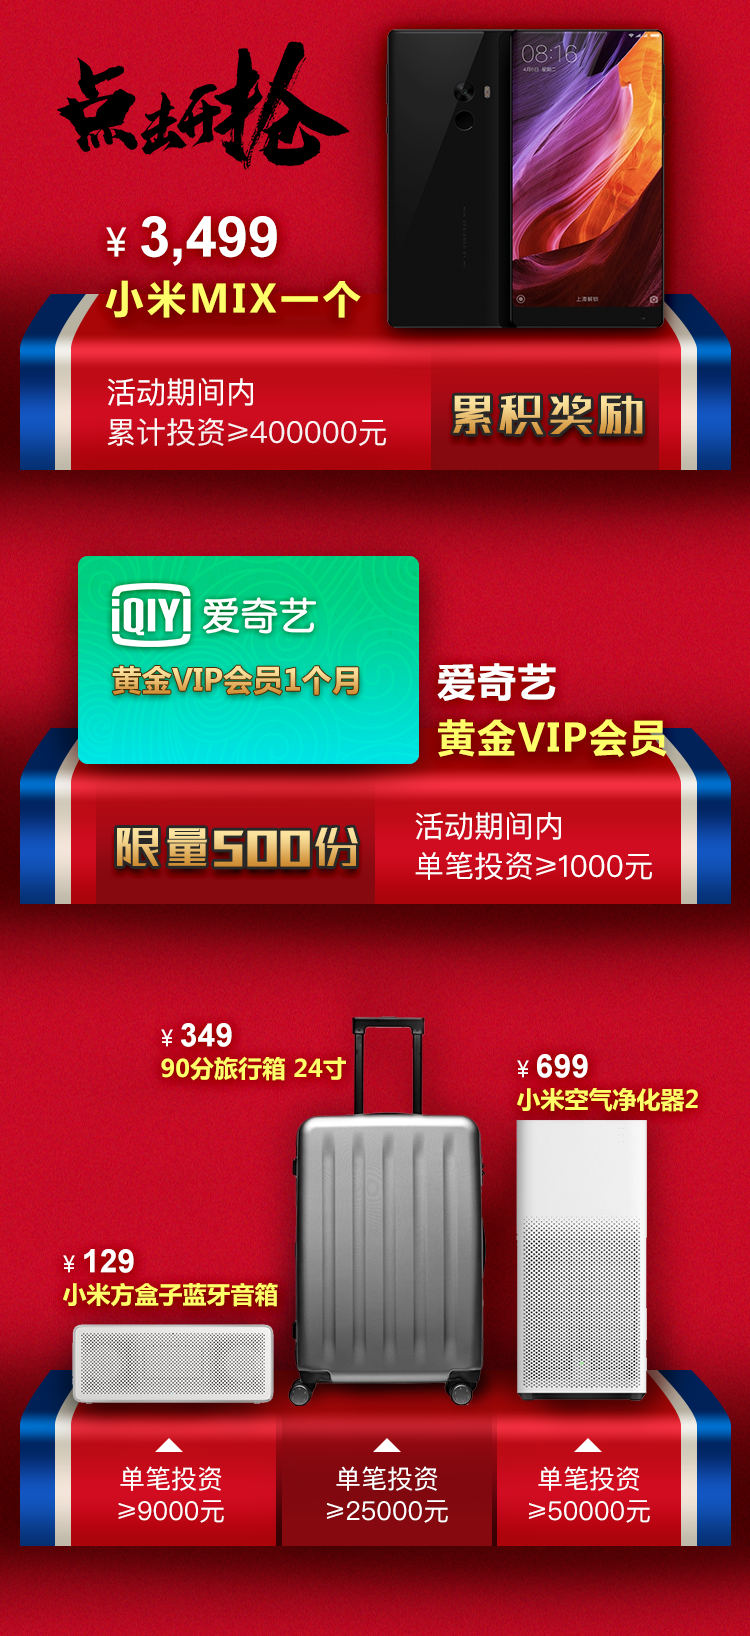 点击开抢
08:16
¥ 3,499
小米MIX一个
上滑解锁
活动期间内
累计投资≥400000元
累积奖励
iQIYI 爱奇艺
黄金VIP会员1个月
爱奇艺
黄金VIP会员
限量500份
活动期间内
单笔投资≥1000元
¥ 349
90分旅行箱 24寸
¥ 699
小米空气净化器2
¥ 129
小米方盒子蓝牙音箱
单笔投资
≥9000元
单笔投资
≥25000元
单笔投资
≥50000元